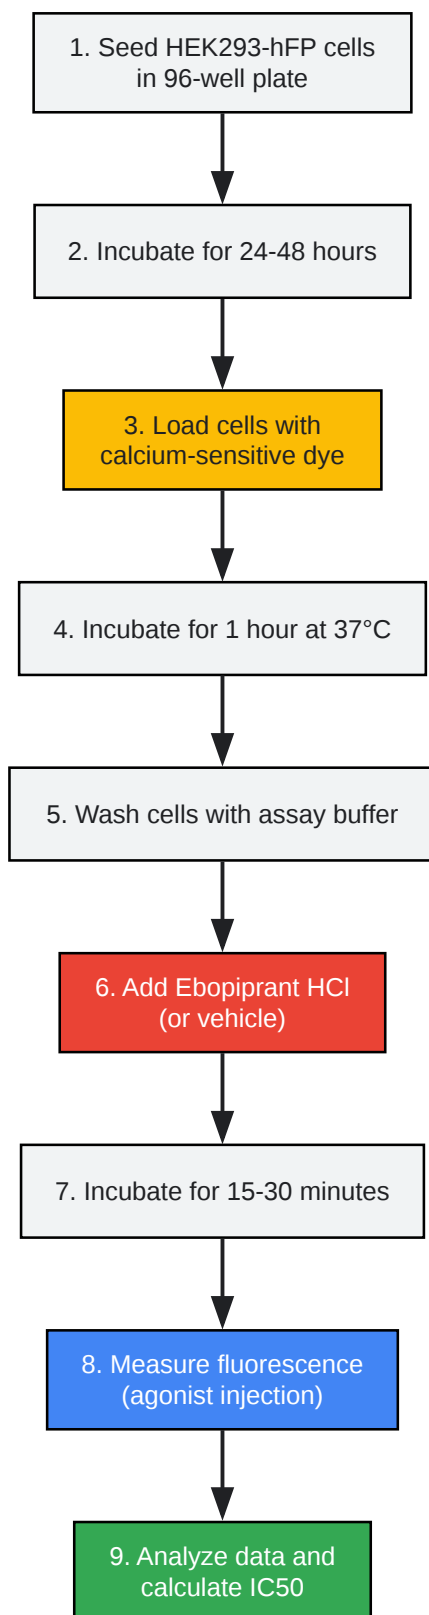 1. Seed HEK293-hFP cells
in 96-well plate
2. Incubate for 24-48 hours
3. Load cells with
calcium-sensitive dye
4. Incubate for 1 hour at 37°C
5. Wash cells with assay buffer
6. Add Ebopiprant HCl
(or vehicle)
7. Incubate for 15-30 minutes
8. Measure fluorescence
(agonist injection)
9. Analyze data and
calculate IC50